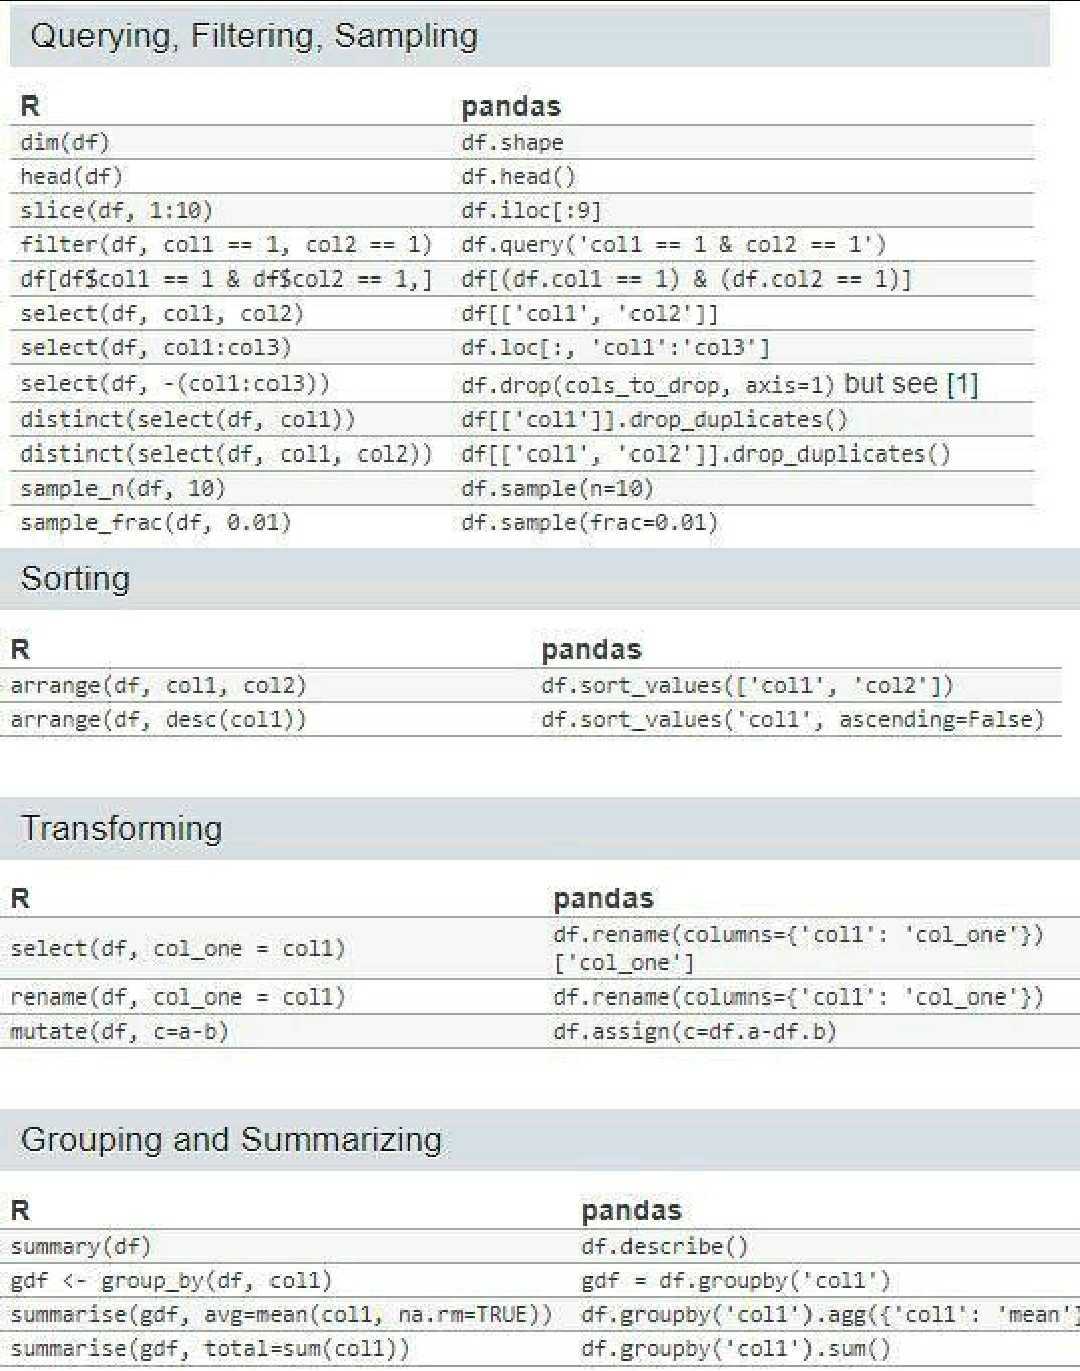 Querying, Filtering, Sampling
R pandas
dim(df) df.shape
head(df) df.head()
slice(df, 1:10) df.iloc[:9]
filter(df, col1 == 1, col2 == 1) df.query('col1 == 1 & col2 == 1')
df[df$col1 == 1 & df$col2 == 1,] df[(df.col1 == 1) & (df.col2 == 1)]
select(df, col1, col2) df[['col1', 'col2']]
select(df, col1:col3) df.loc[:, 'col1':'col3']
select(df, -(col1:col3)) df.drop(cols_to_drop, axis=1) but see [1]
distinct(select(df, col1)) df[['col1']].drop_duplicates()
distinct(select(df, col1, col2)) df[['col1', 'col2']].drop_duplicates()
sample_n(df, 10) df.sample(n=10)
sample_frac(df, 0.01) df.sample(frac=0.01)
Sorting
R pandas
arrange(df, col1, col2) df.sort_values(['col1', 'col2'])
arrange(df, desc(col1)) df.sort_values('col1', ascending=False)
Transforming
R pandas
select(df, col_one = col1) df.rename(columns={'col1': 'col_one'})
['col_one']
rename(df, col_one = col1) df.rename(columns={'col1': 'col_one'})
mutate(df, c=a-b) df.assign(c=df.a-df.b)
Grouping and Summarizing
R pandas
summary(df) df.describe()
gdf <- group_by(df, col1) gdf = df.groupby('col1')
summarise(gdf, avg=mean(col1, na.rm=TRUE)) df.groupby('col1').agg({'col1': 'mean'}
summarise(gdf, total=sum(col1)) df.groupby('col1').sum()